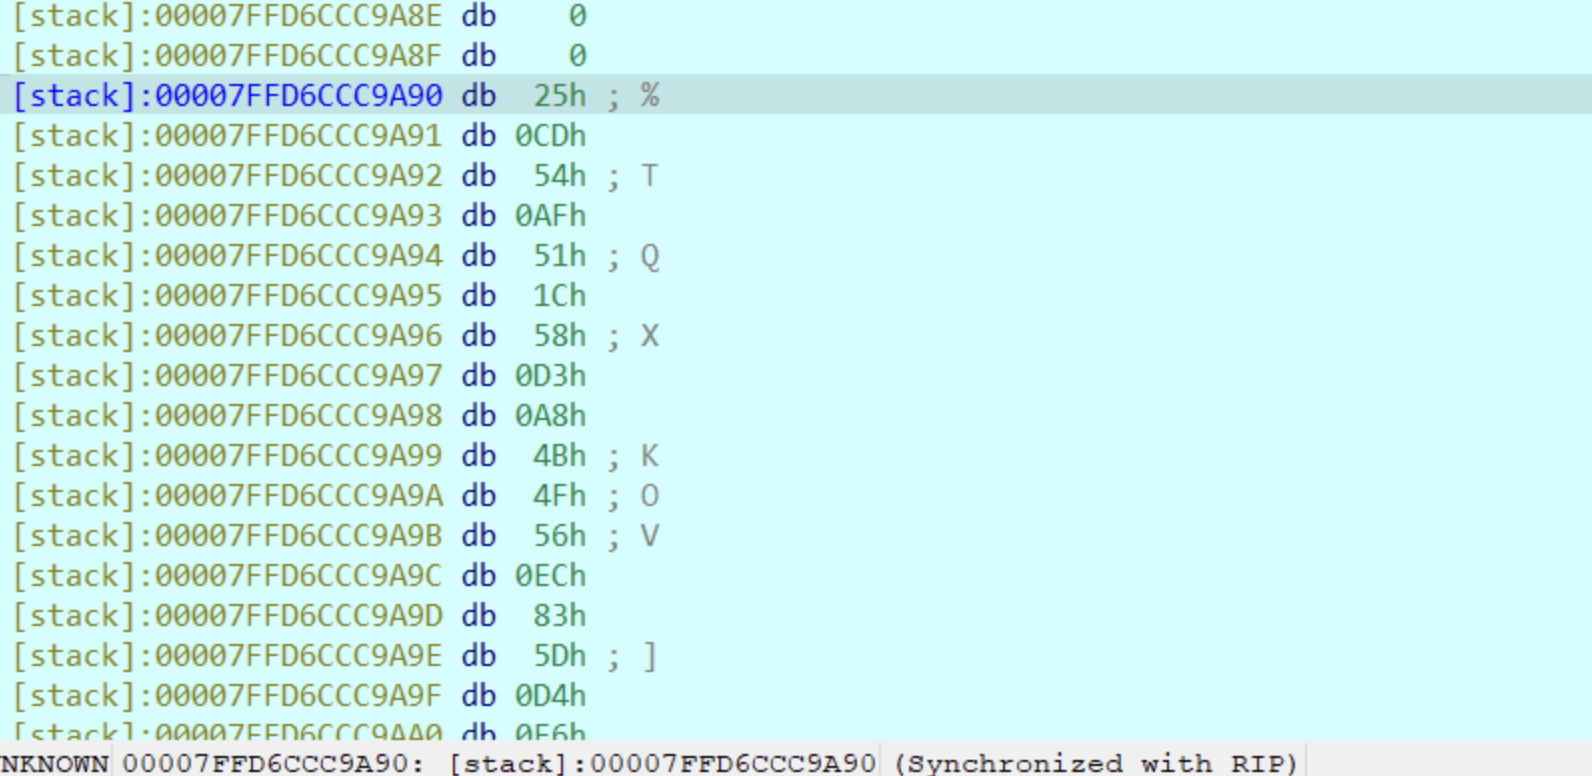 [stack]:00007FFD6CCC9A8E db 0
[stack]:00007FFD6CCC9A8F db 0
[stack]:00007FFD6CCC9A90 db 25h ; %
[stack]:00007FFD6CCC9A91 db 0CDh
[stack]:00007FFD6CCC9A92 db 54h ; T
[stack]:00007FFD6CCC9A93 db 0AFh
[stack]:00007FFD6CCC9A94 db 51h ; Q
[stack]:00007FFD6CCC9A95 db 1Ch
[stack]:00007FFD6CCC9A96 db 58h ; X
[stack]:00007FFD6CCC9A97 db 0D3h
[stack]:00007FFD6CCC9A98 db 0A8h
[stack]:00007FFD6CCC9A99 db 4Bh ; K
[stack]:00007FFD6CCC9A9A db 4Fh ; O
[stack]:00007FFD6CCC9A9B db 56h ; V
[stack]:00007FFD6CCC9A9C db 0ECh
[stack]:00007FFD6CCC9A9D db 83h
[stack]:00007FFD6CCC9A9E db 5Dh ; ]
[stack]:00007FFD6CCC9A9F db 0D4h
[stack]:00007FFD6CCC9AA0 db
NKNOWN 00007FFD6CCC9A90: [stack]:00007FFD6CCC9A90 (Synchronized with RIP)